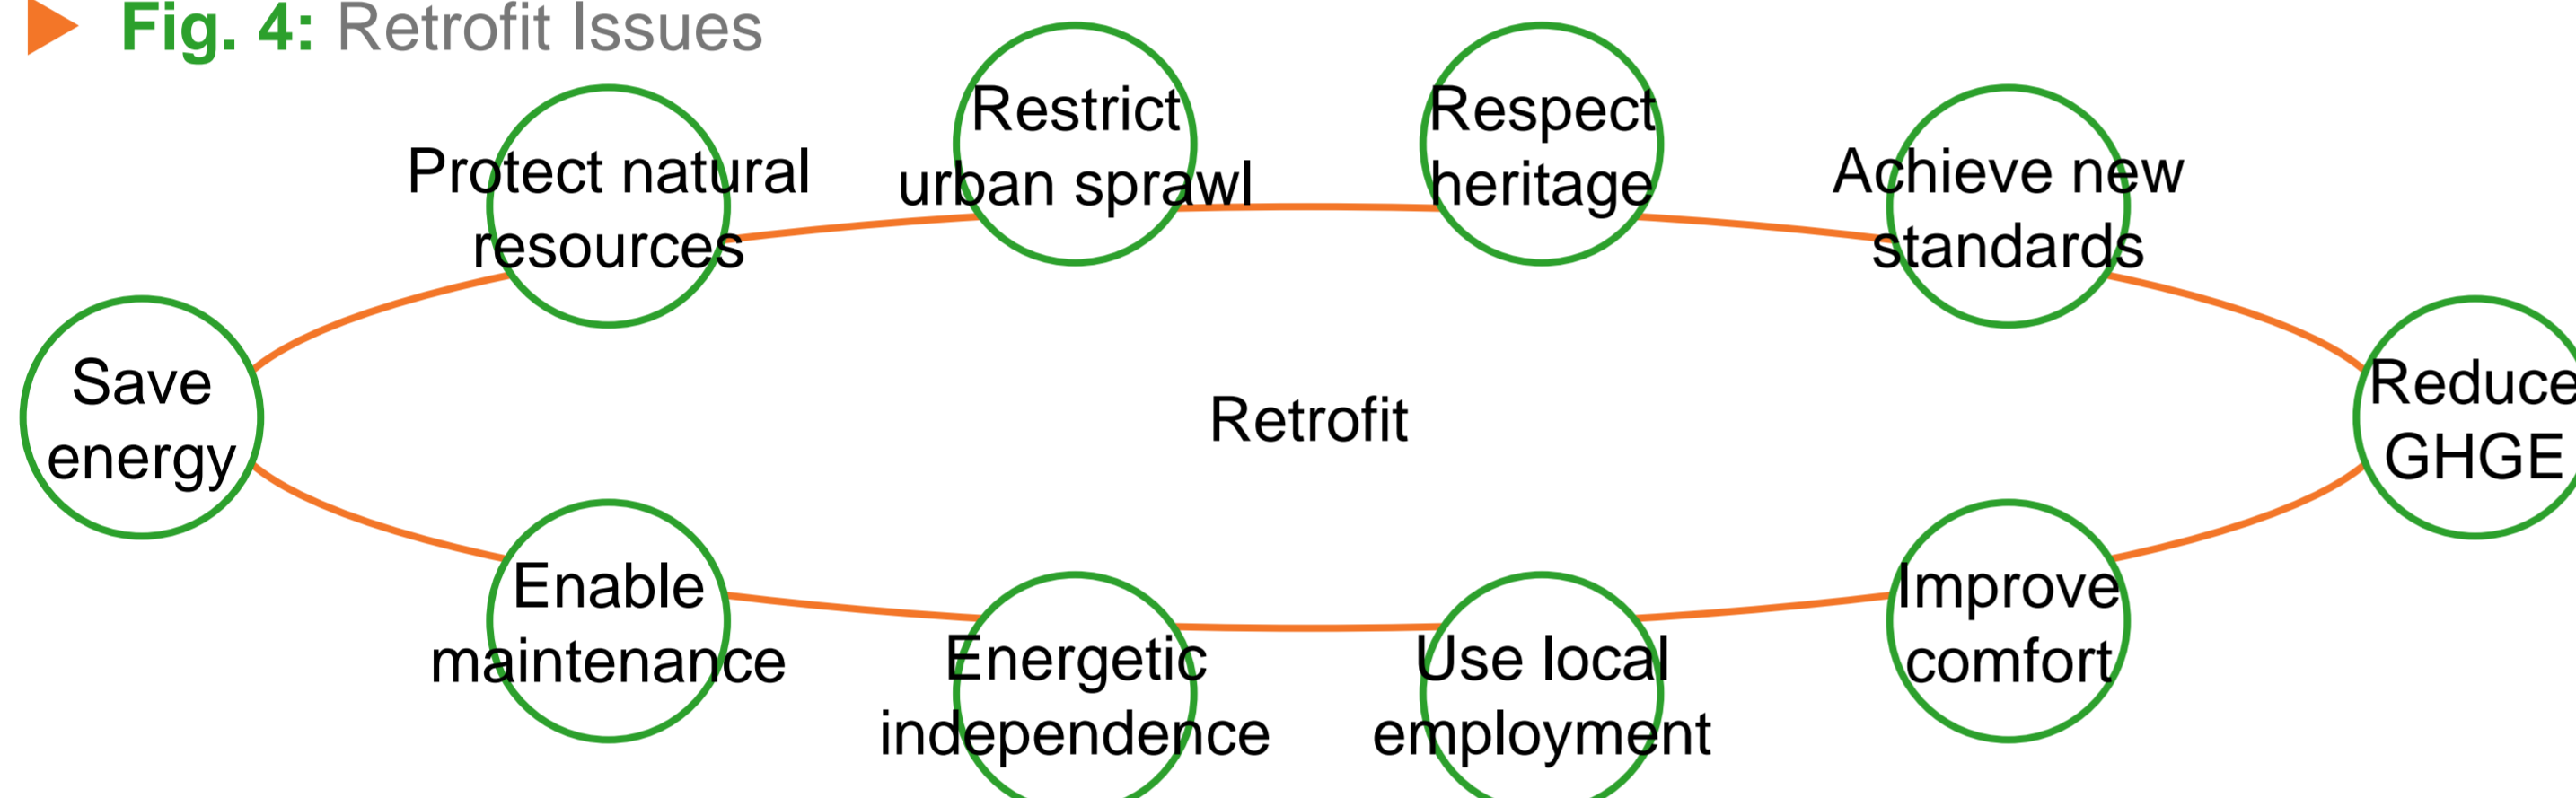 Fig. 4: Retrofit Issues
Restrict
urban sprawl
Respect
heritage
Protect natural
resources
Achieve new
standards
Save
energy
Retrofit
Reduce
GHGE
Enable
maintenance
Improve
comfort
Energetic
independence
Use local
employment